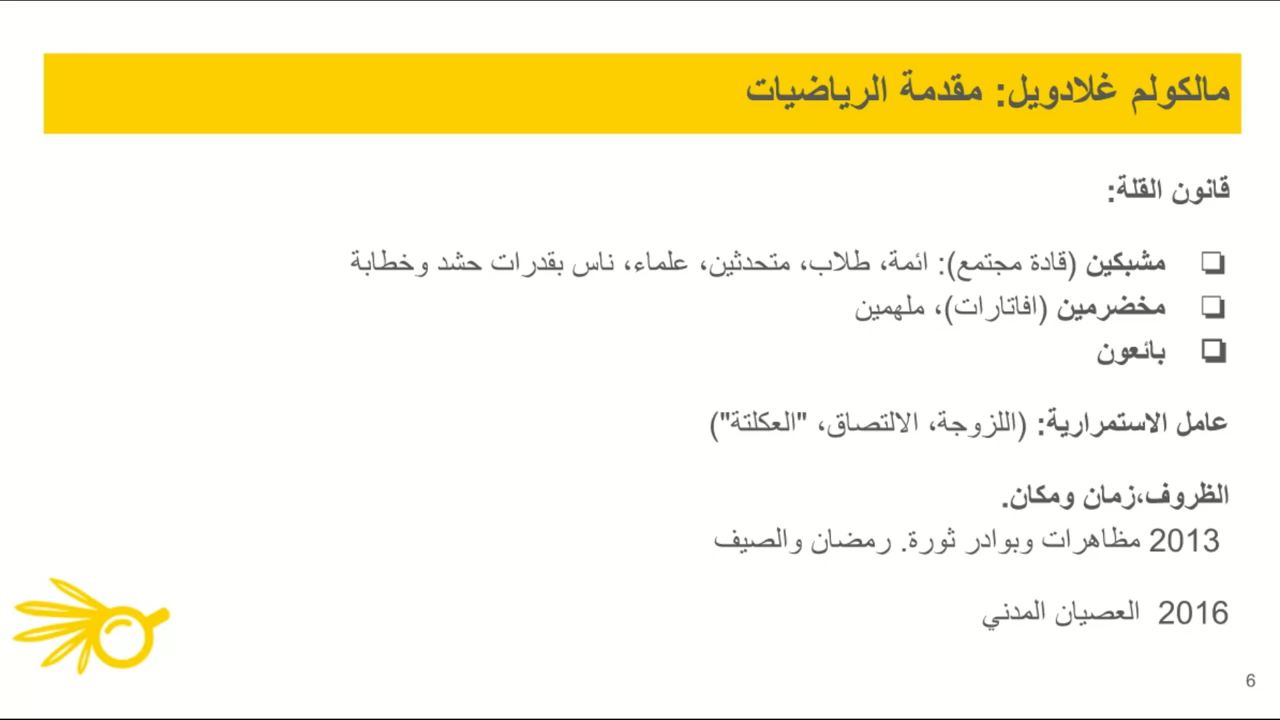 مالكولم غلادويل: مقدمة الرياضيات
قانون القلة:
❏ مشبكين (قادة مجتمع): ائمة، طلاب، متحدثين، علماء، ناس بقدرات حشد وخطابة
❏ مخضرمين (افاتارات)، ملهمين
❏ بائعون
عامل الاستمرارية: (اللزوجة، الالتصاق، "العكلتة")
الظروف،زمان ومكان.
2013 مظاهرات وبوادر ثورة. رمضان والصيف
2016 العصيان المدني
6